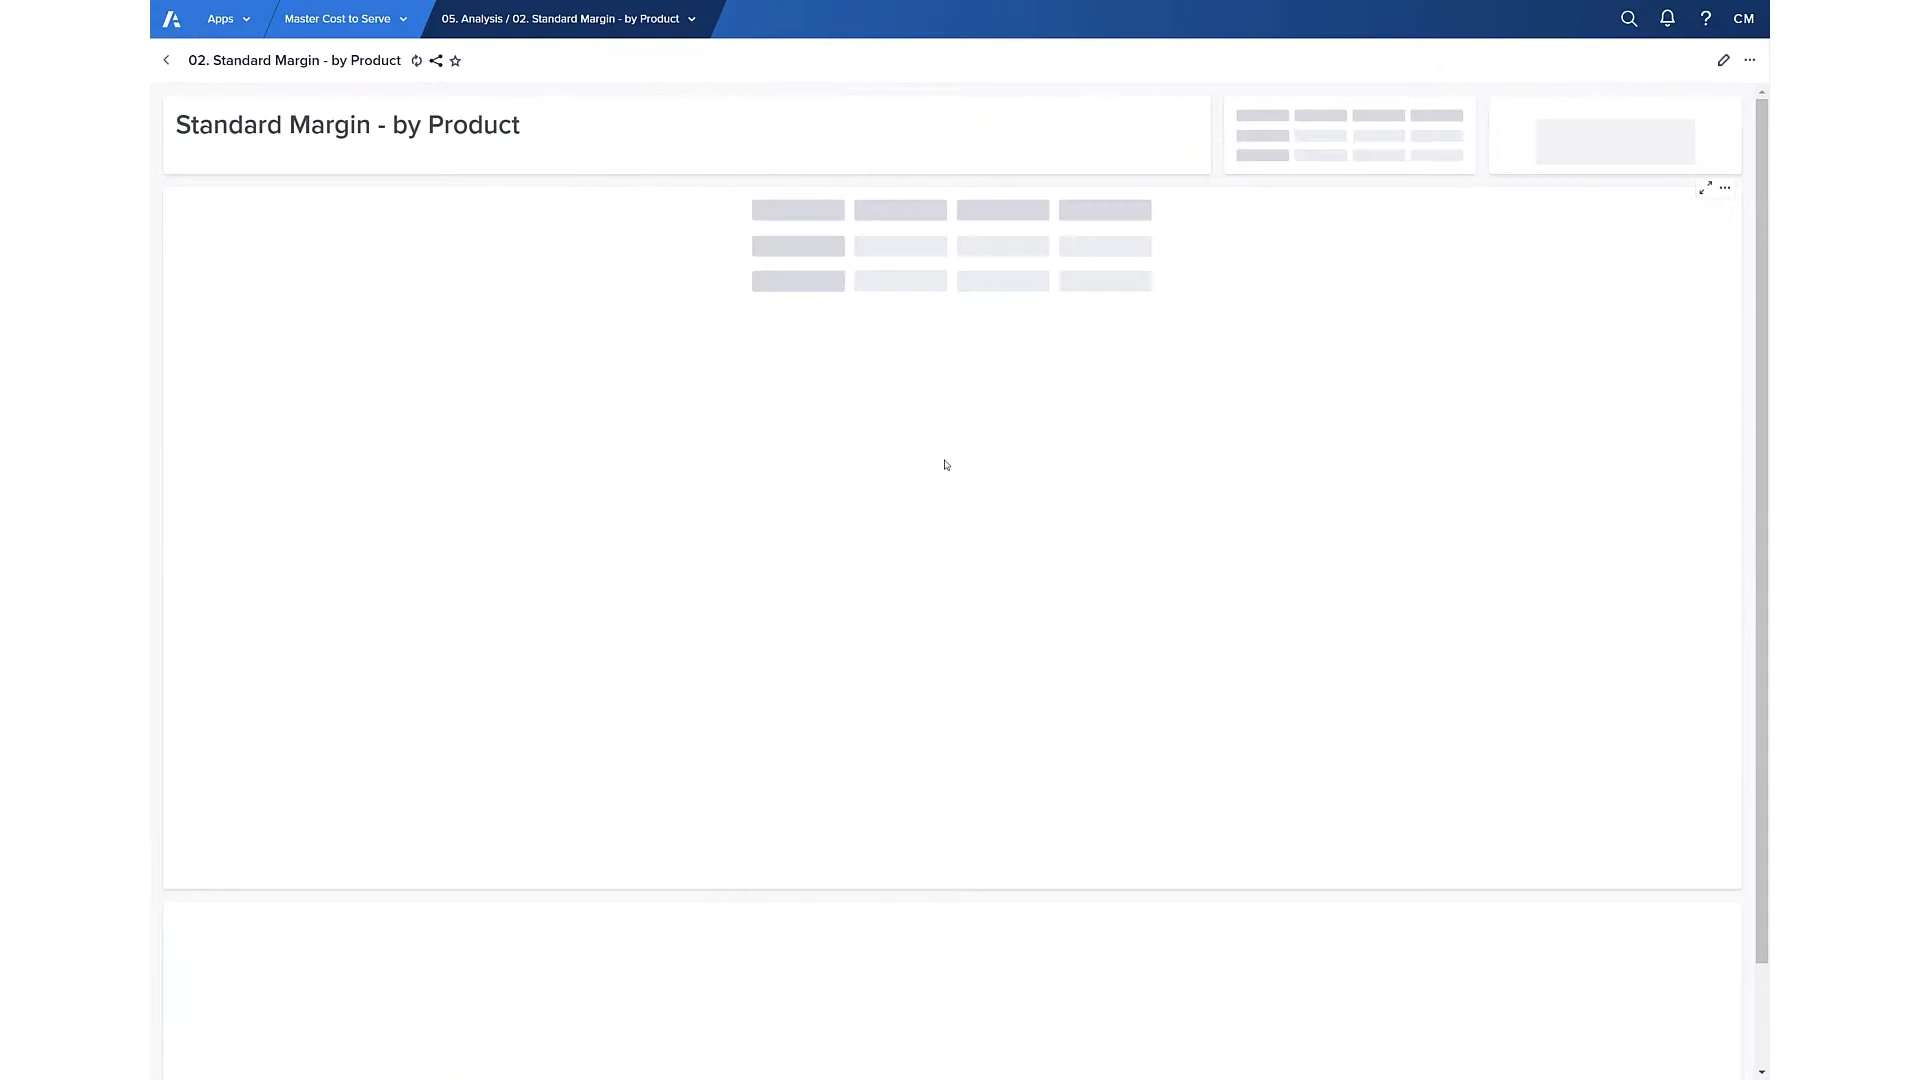 Apps
Master Cost to Serve
05. Analysis / 02. Standard Margin - by Product
? CM
02. Standard Margin - by Product
Standard Margin - by Product